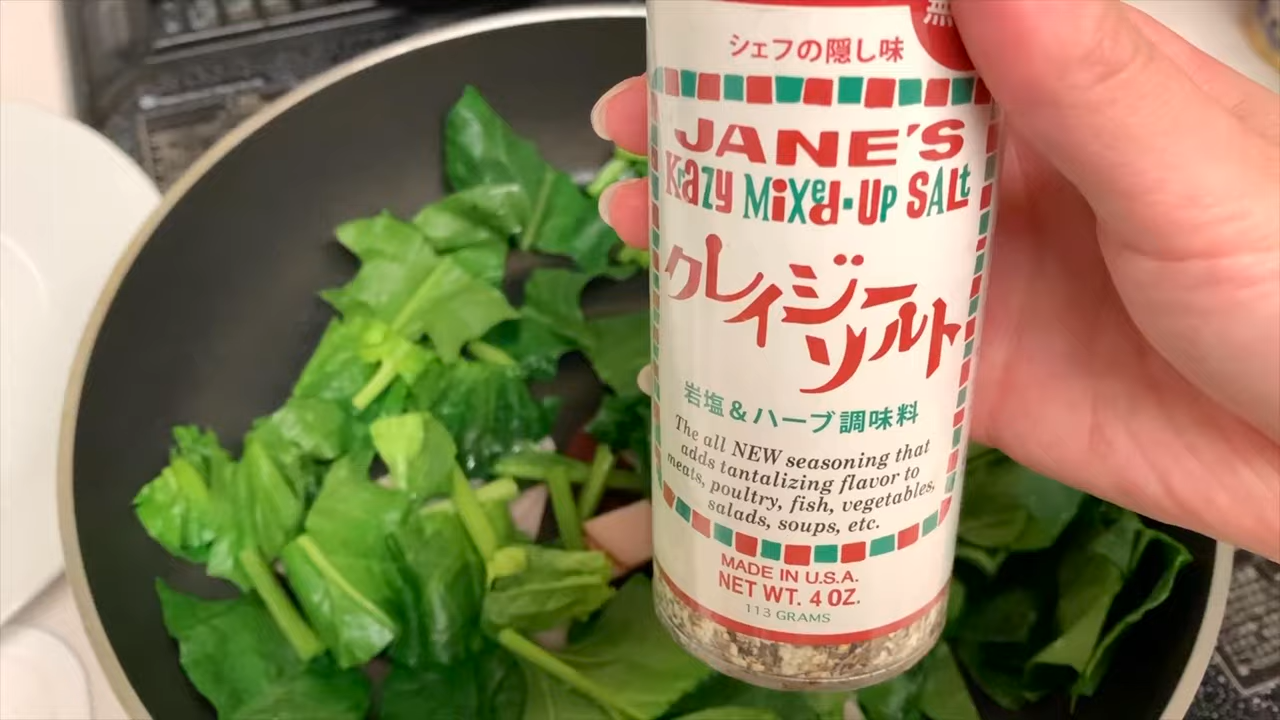 無
シェフの隠し味
JANE'S
Krazy Mixed-Up SALt
クレイジー
ソルト
岩塩&ハーブ調味料
The all NEW seasoning that
adds tantalizing flavor to
meats, poultry, fish, vegetables,
salads, soups, etc.
MADE IN U.S.A.
NET WT. 4 OZ.
113 GRAMS